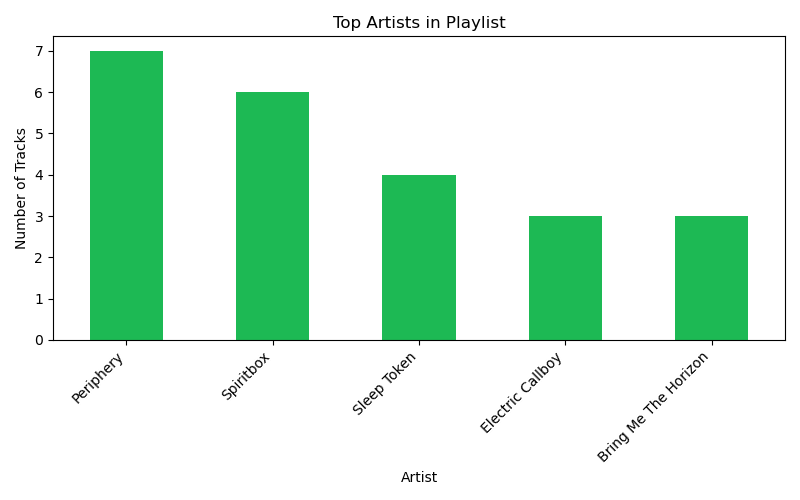 Top Artists in Playlist
Number of Tracks
7
6
5
4
3
2
1
0
Periphery
Spiritbox
Sleep Token
Electric Callboy
Bring Me The Horizon
Artist